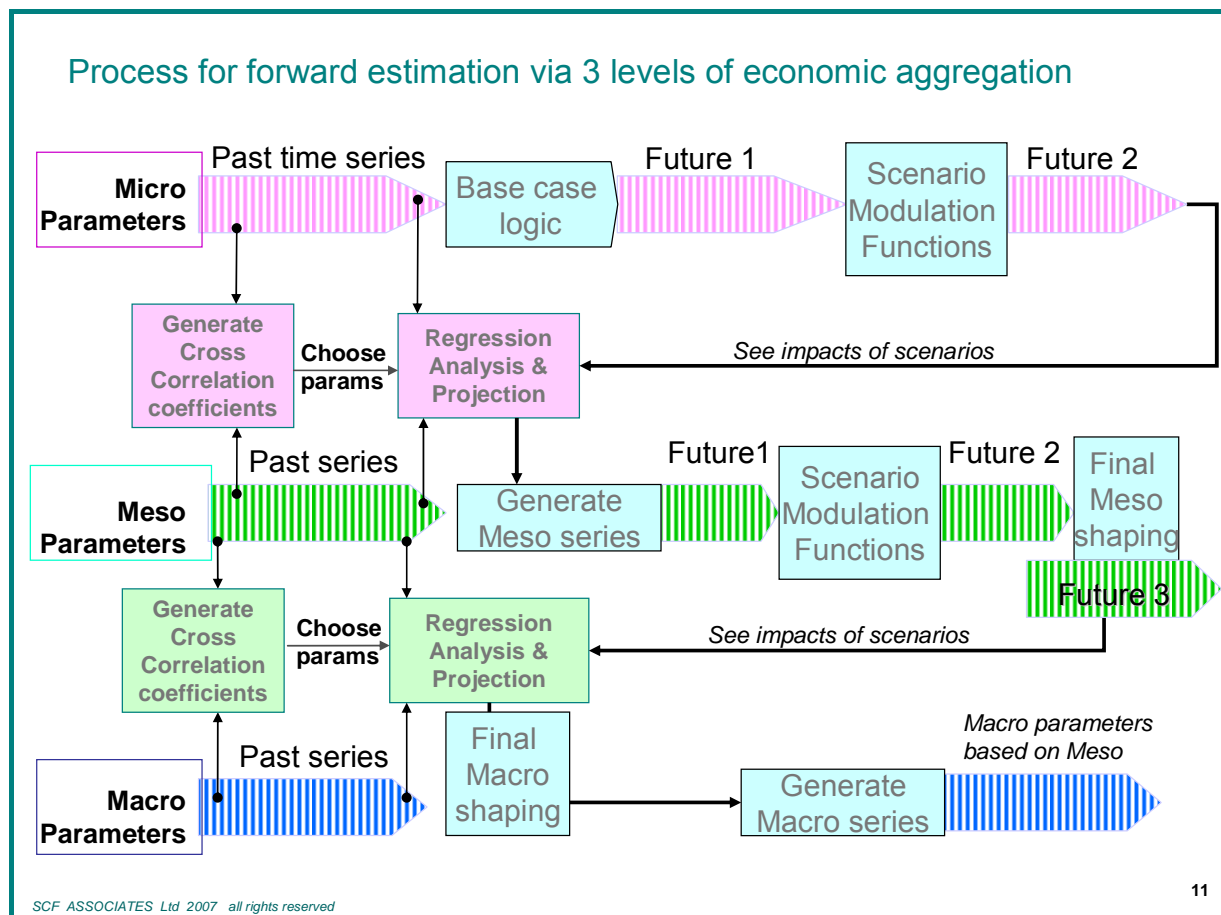 Process for forward estimation via 3 levels of economic aggregation
Micro
Parameters
Past time series
Base case
logic
Future 1
Scenario
Modulation
Functions
Future 2
Generate
Cross
Correlation
coefficients
Choose
params
Regression
Analysis &
Projection
See impacts of scenarios
Meso
Parameters
Past series
Generate
Meso series
Future1
Scenario
Modulation
Functions
Future 2
Final
Meso
shaping
Future 3
Generate
Cross
Correlation
coefficients
Choose
params
Regression
Analysis &
Projection
See impacts of scenarios
Macro
Parameters
Past series
Final
Macro
shaping
Generate
Macro series
Macro parameters
based on Meso
SCF ASSOCIATES Ltd 2007 all rights reserved
11